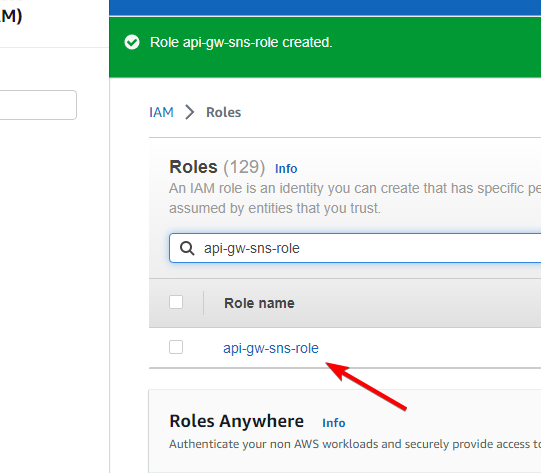 M)
Role api-gw-sns-role created.
IAM > Roles
Roles (129) Info
An IAM role is an identity you can create that has specific pe
assumed by entities that you trust.
api-gw-sns-role
Role name
api-gw-sns-role
Roles Anywhere Info
Authenticate your non AWS workloads and securely provide access to